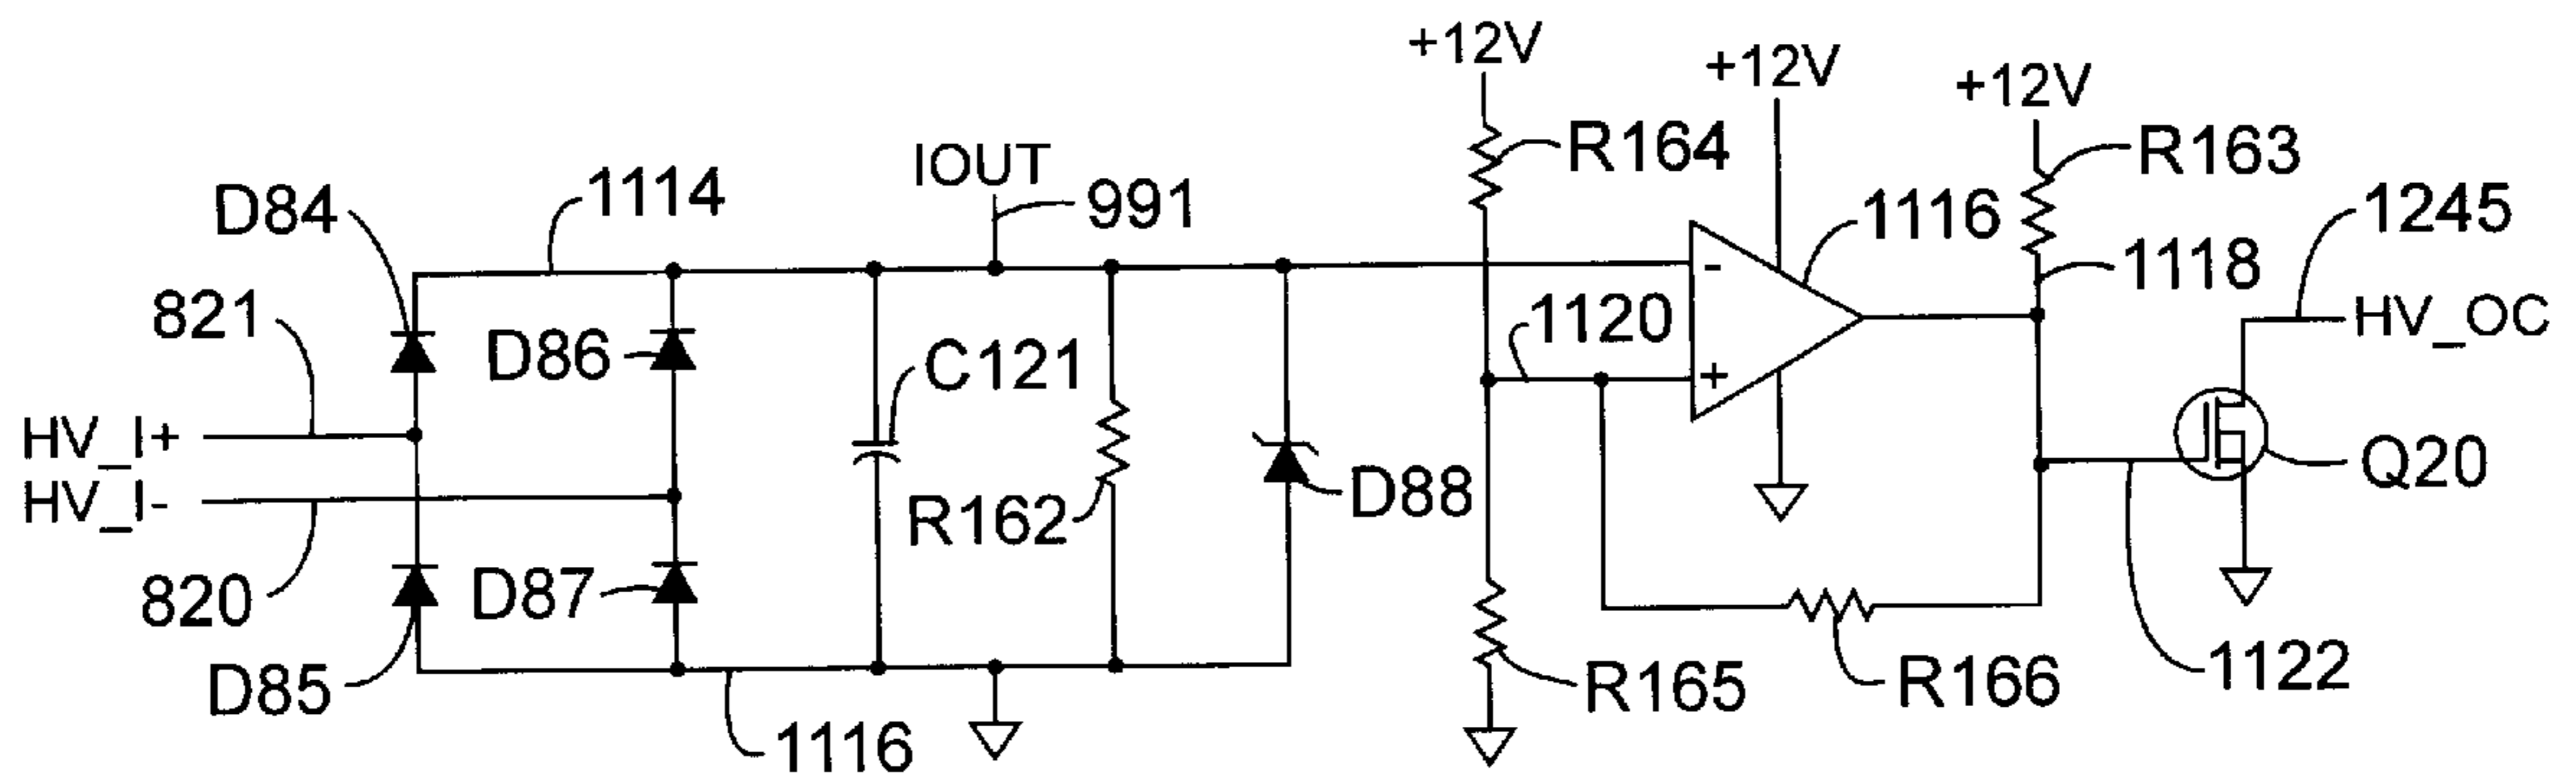 +12V
+12V
+12V
R164
R163
IOUT
1114
991
D84
1116
1245
1118
821
HV_OC
1120
D86
C121
HV_I+
Q20
HV_I-
R162
D88
820
D87
D85
R165
R166
1122
1116
-
+